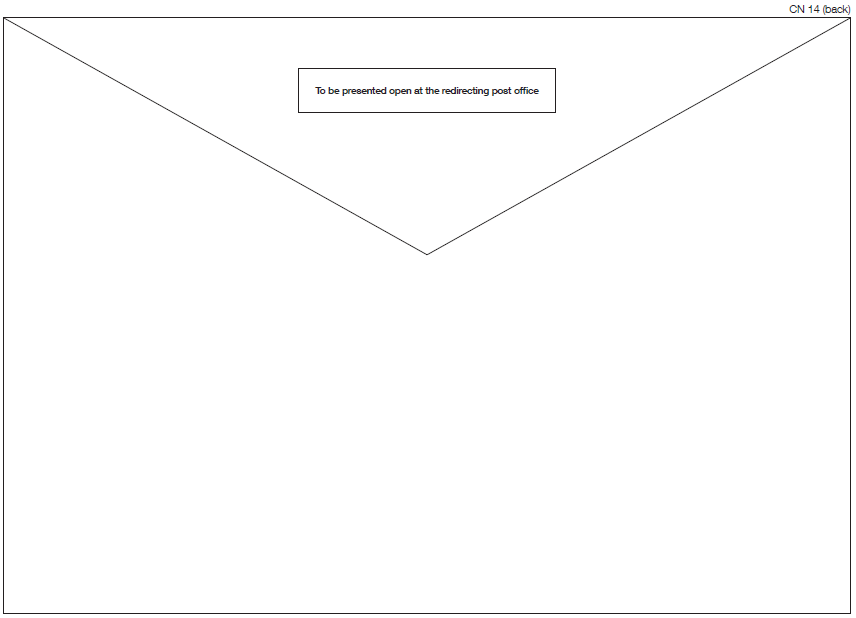 CN 14 (back)
To be presented open at the redirecting post office